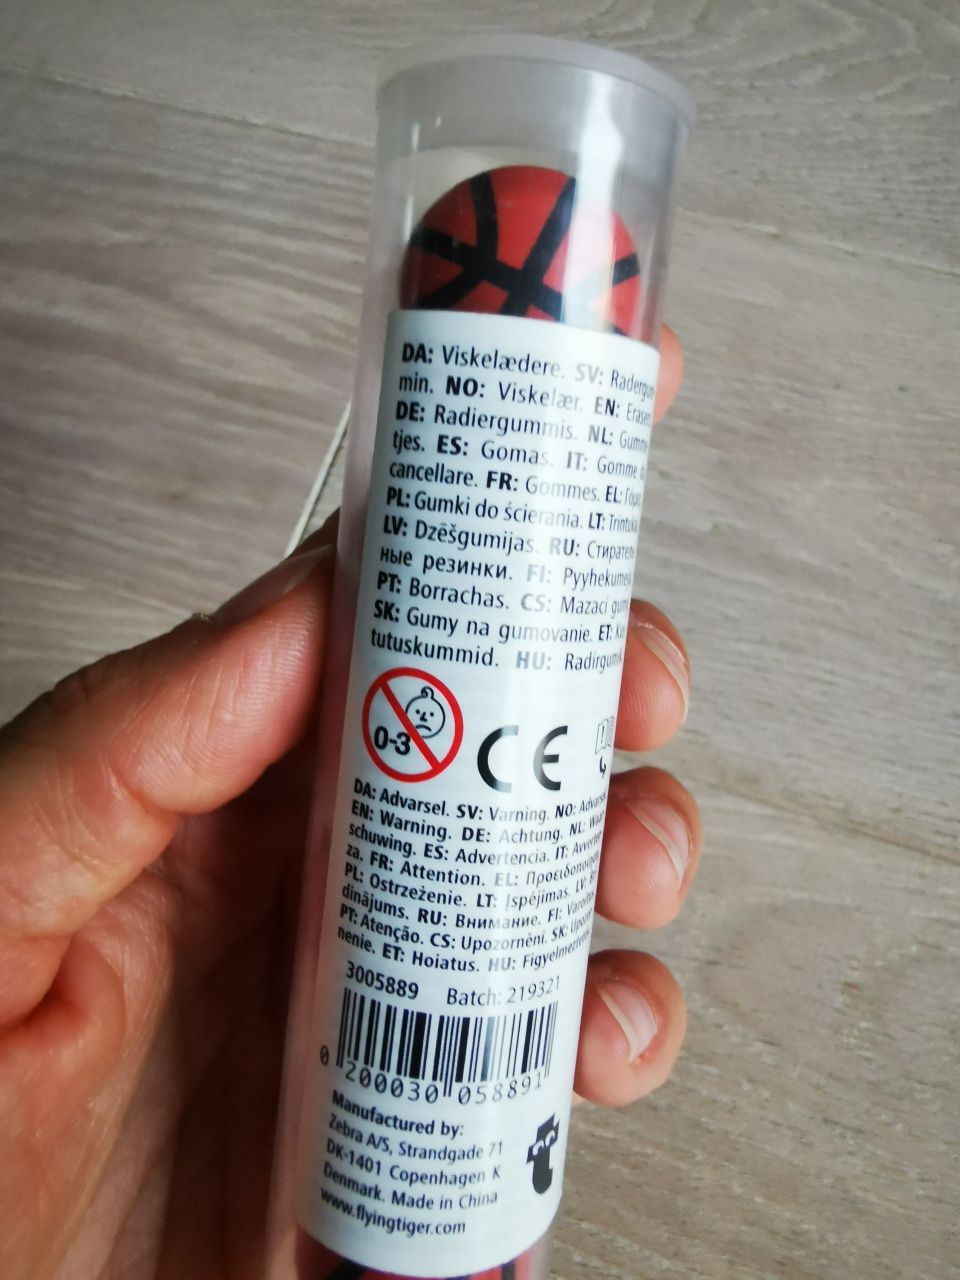 DA: Viskelædere. SV: Radergum
min. NO: Viskelær. EN: Erasers
DE: Radiergummis. NL: Gumme
tjes. ES: Gomas. IT: Gomme
cancellare. FR: Gommes. EL:
PL: Gumki do ścierania. LT:
LV: Dzēšgumijas. RU: Стиратель
ные резинки. FI:
PT: Borrachas. CS: Mazací
SK: Gumy na gumovanie. ET:
tutuskummid. HU:
0-3
CE
DA: Advarsel. SV: Varning. NO:
EN: Warning. DE: Achtung. NL:
schuwing. ES: Advertencia. IT:
za. FR: Attention. EL:
PL: Ostrzeżenie. LT: Įspėjimas. LV:
dinājums. RU: Внимание. FI:
PT: Atenção. CS: Upozornění. SK:
nenie. ET: Hoiatus. HU:
3005889 Batch: 219321
0 200030 058891
Manufactured by:
Zebra A/S, Strandgade 71
DK-1401 Copenhagen K
Denmark. Made in China
www.flyingtiger.com